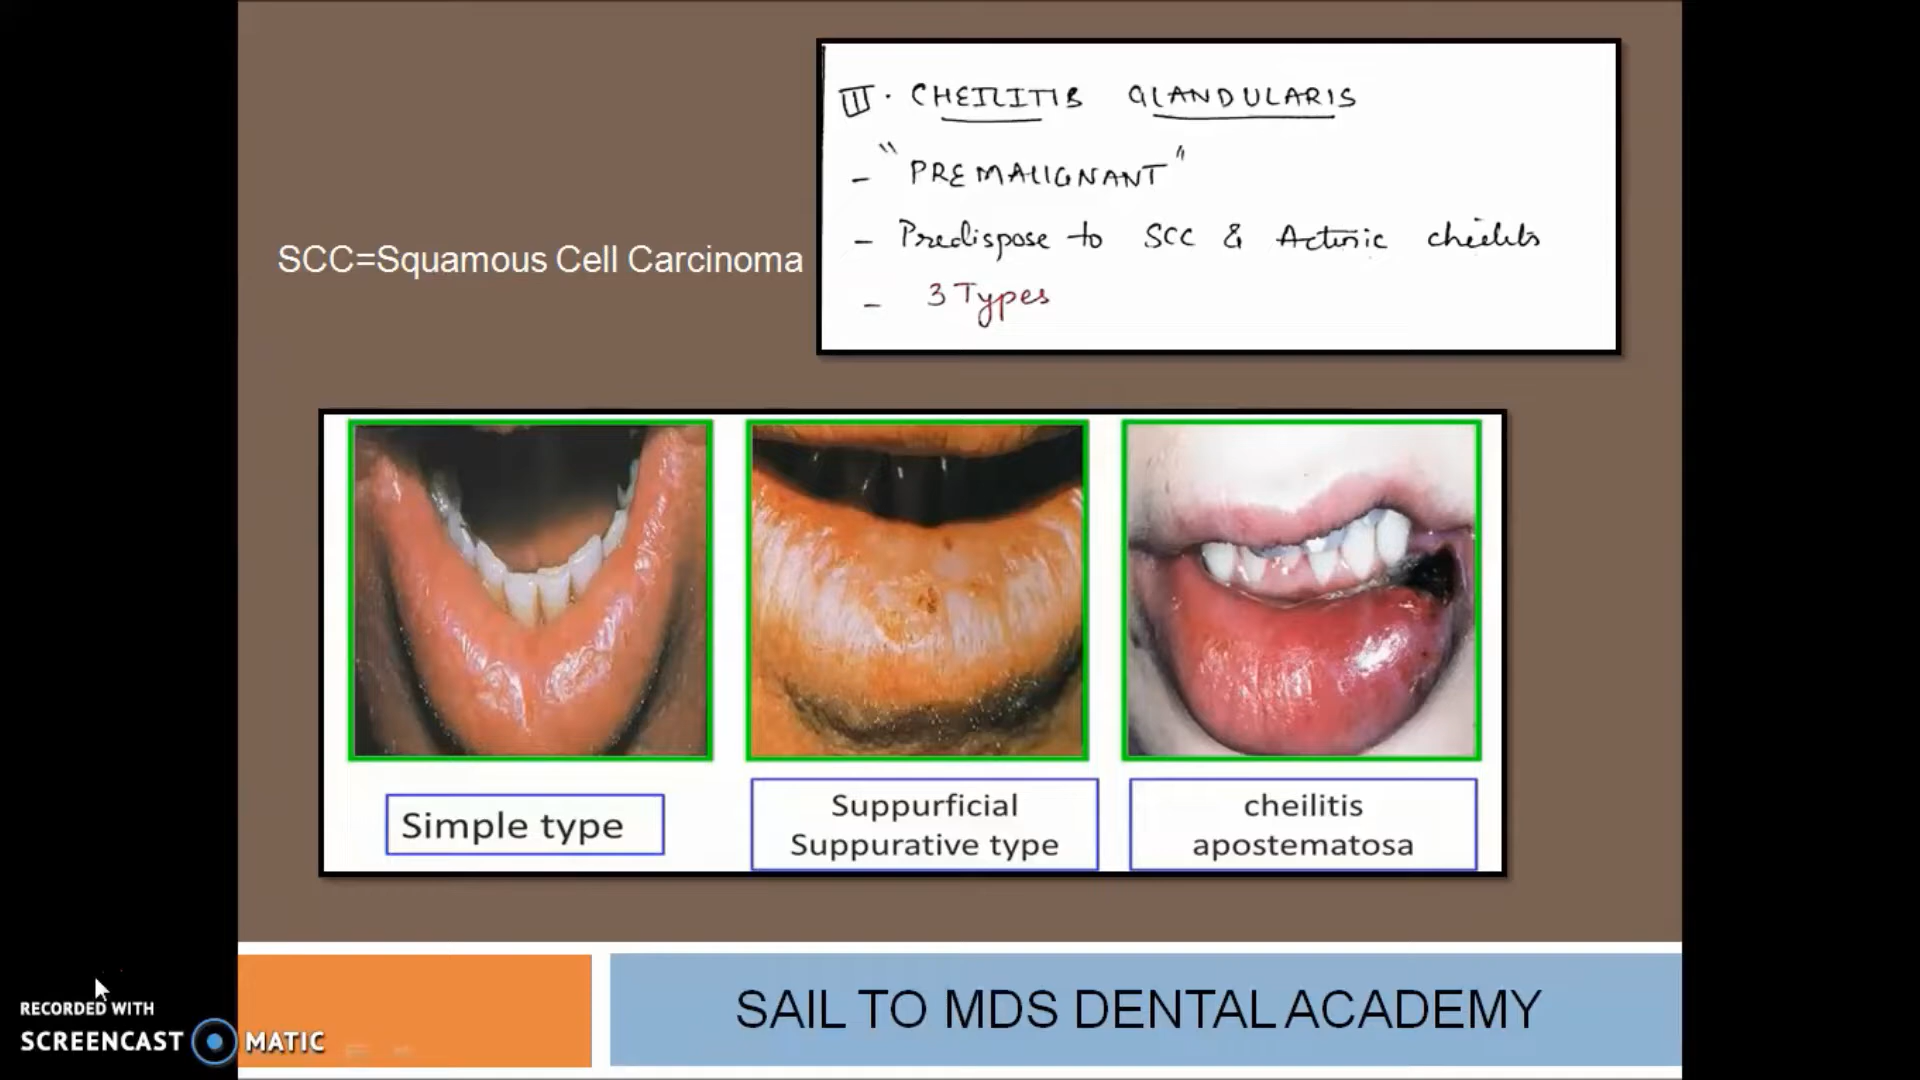 III. CHEILITIS GLANDULARIS
- "PREMALIGNANT"
- Predispose to SCC & Actinic cheilitis
- 3 Types
SCC=Squamous Cell Carcinoma
Simple type
Suppurficial
Suppurative type
cheilitis
apostematosa
SAIL TO MDS DENTAL ACADEMY
RECORDED WITH
SCREENCAST MATIC